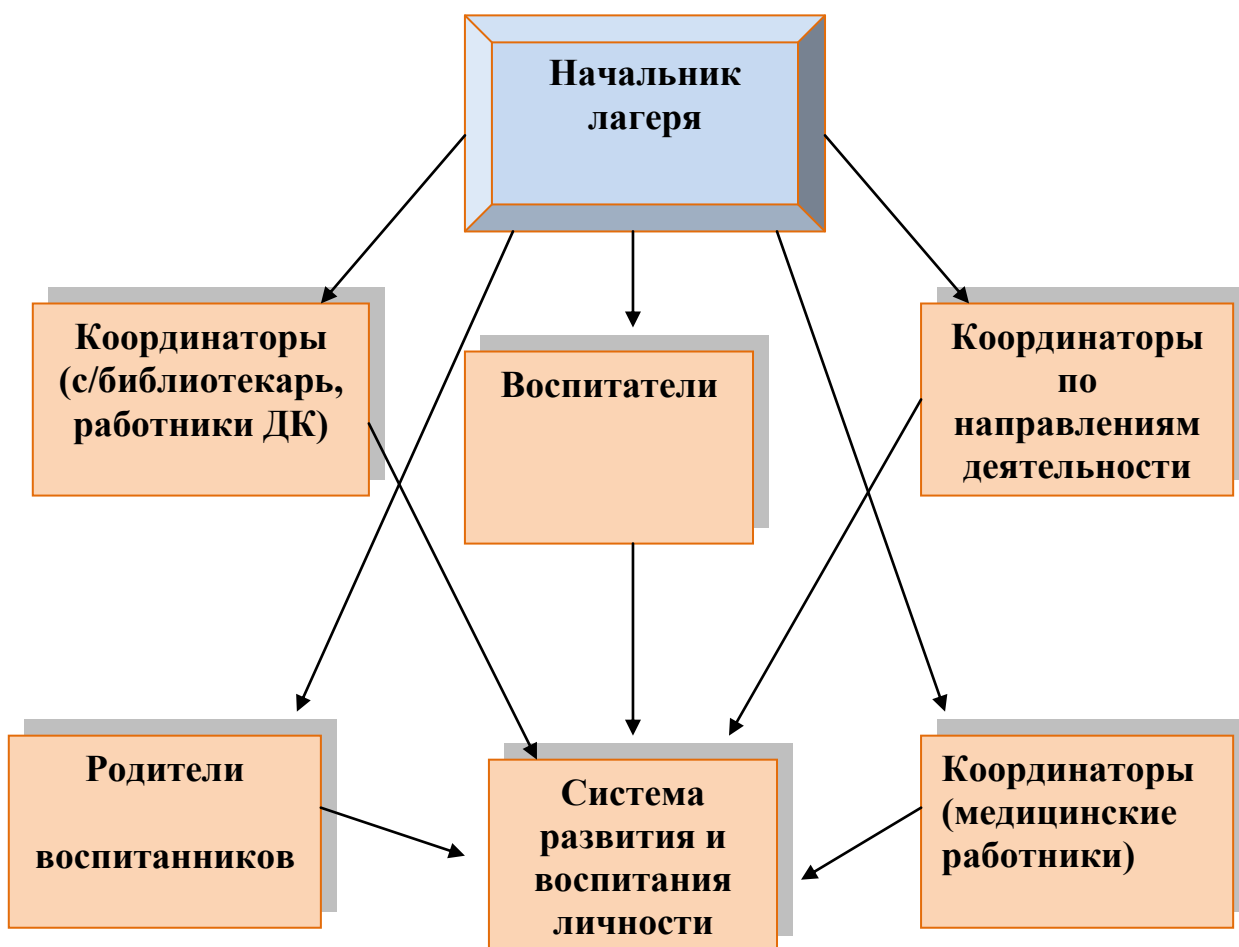 Начальник
лагеря
Координаторы
(с/библиотекарь,
работники ДК)
Воспитатели
Координаторы
по
направлениям
деятельности
Родители
воспитанников
Система
развития и
воспитания
личности
Координаторы
(медицинские
работники)